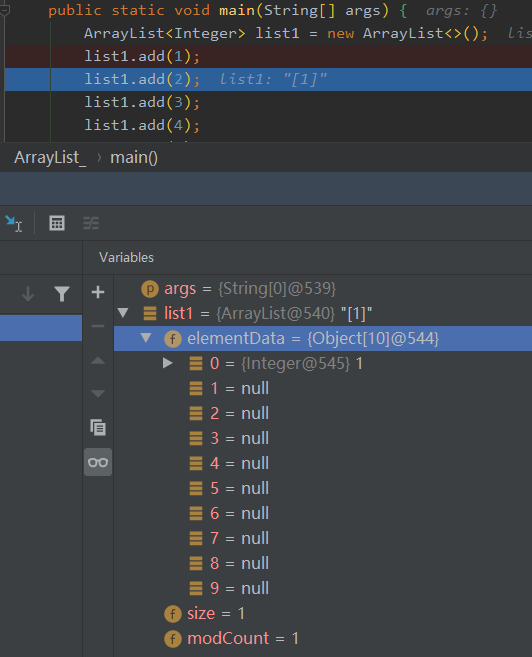 public static void main(String[] args) {  args: {}
ArrayList<Integer> list1 = new ArrayList<>();
list1.add(1);
list1.add(2);  list1: "[1]"
list1.add(3);
list1.add(4);
ArrayList_ › main()
Variables
p args = {String[0]@539}
list1 = {ArrayList@540} "[1]"
f elementData = {Object[10]@544}
0 = {Integer@545} 1
1 = null
2 = null
3 = null
4 = null
5 = null
6 = null
7 = null
8 = null
9 = null
f size = 1
f modCount = 1